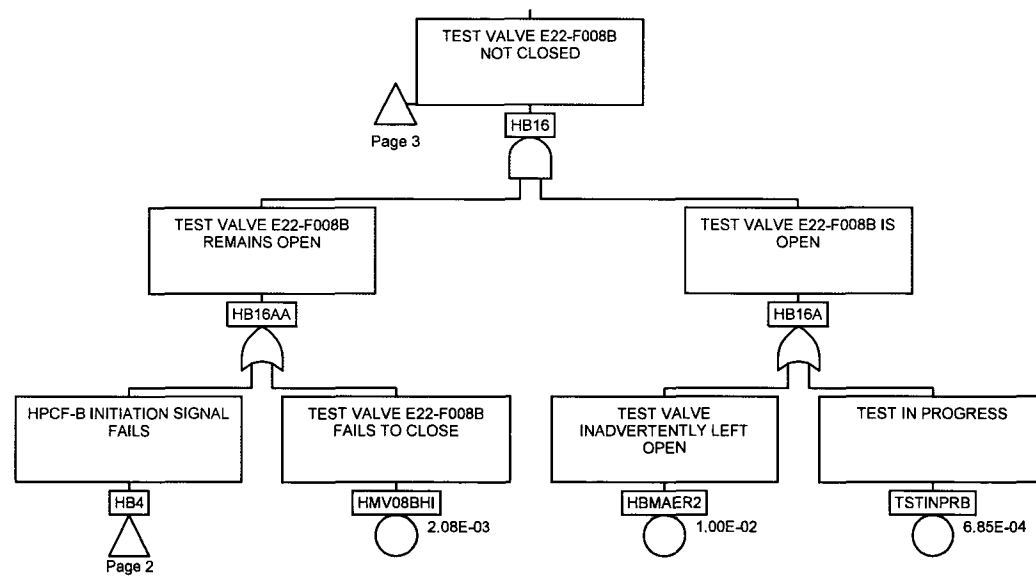 TEST VALVE E22-F008B
NOT CLOSED
Page 3
HB16
TEST VALVE E22-F008B
REMAINS OPEN
TEST VALVE E22-F008B IS
OPEN
HB16AA
HB16A
HPCF-B INITIATION SIGNAL
FAILS
TEST VALVE E22-F008B
FAILS TO CLOSE
TEST VALVE
INADVERTENTLY LEFT
OPEN
TEST IN PROGRESS
HB4
HMV08BHI
HBMAER2
TSTINPRB
2.08E-03
1.00E-02
6.85E-04
Page 2